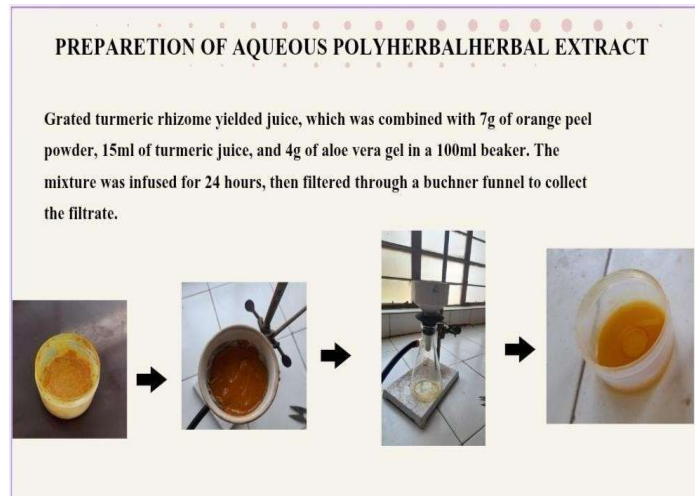 PREPARETION OF AQUEOUS POLYHERBALHERBAL EXTRACT
Grated turmeric rhizome yielded juice, which was combined with 7g of orange peel
powder, 15ml of turmeric juice, and 4g of aloe vera gel in a 100ml beaker. The
mixture was infused for 24 hours, then filtered through a buchner funnel to collect
the filtrate.